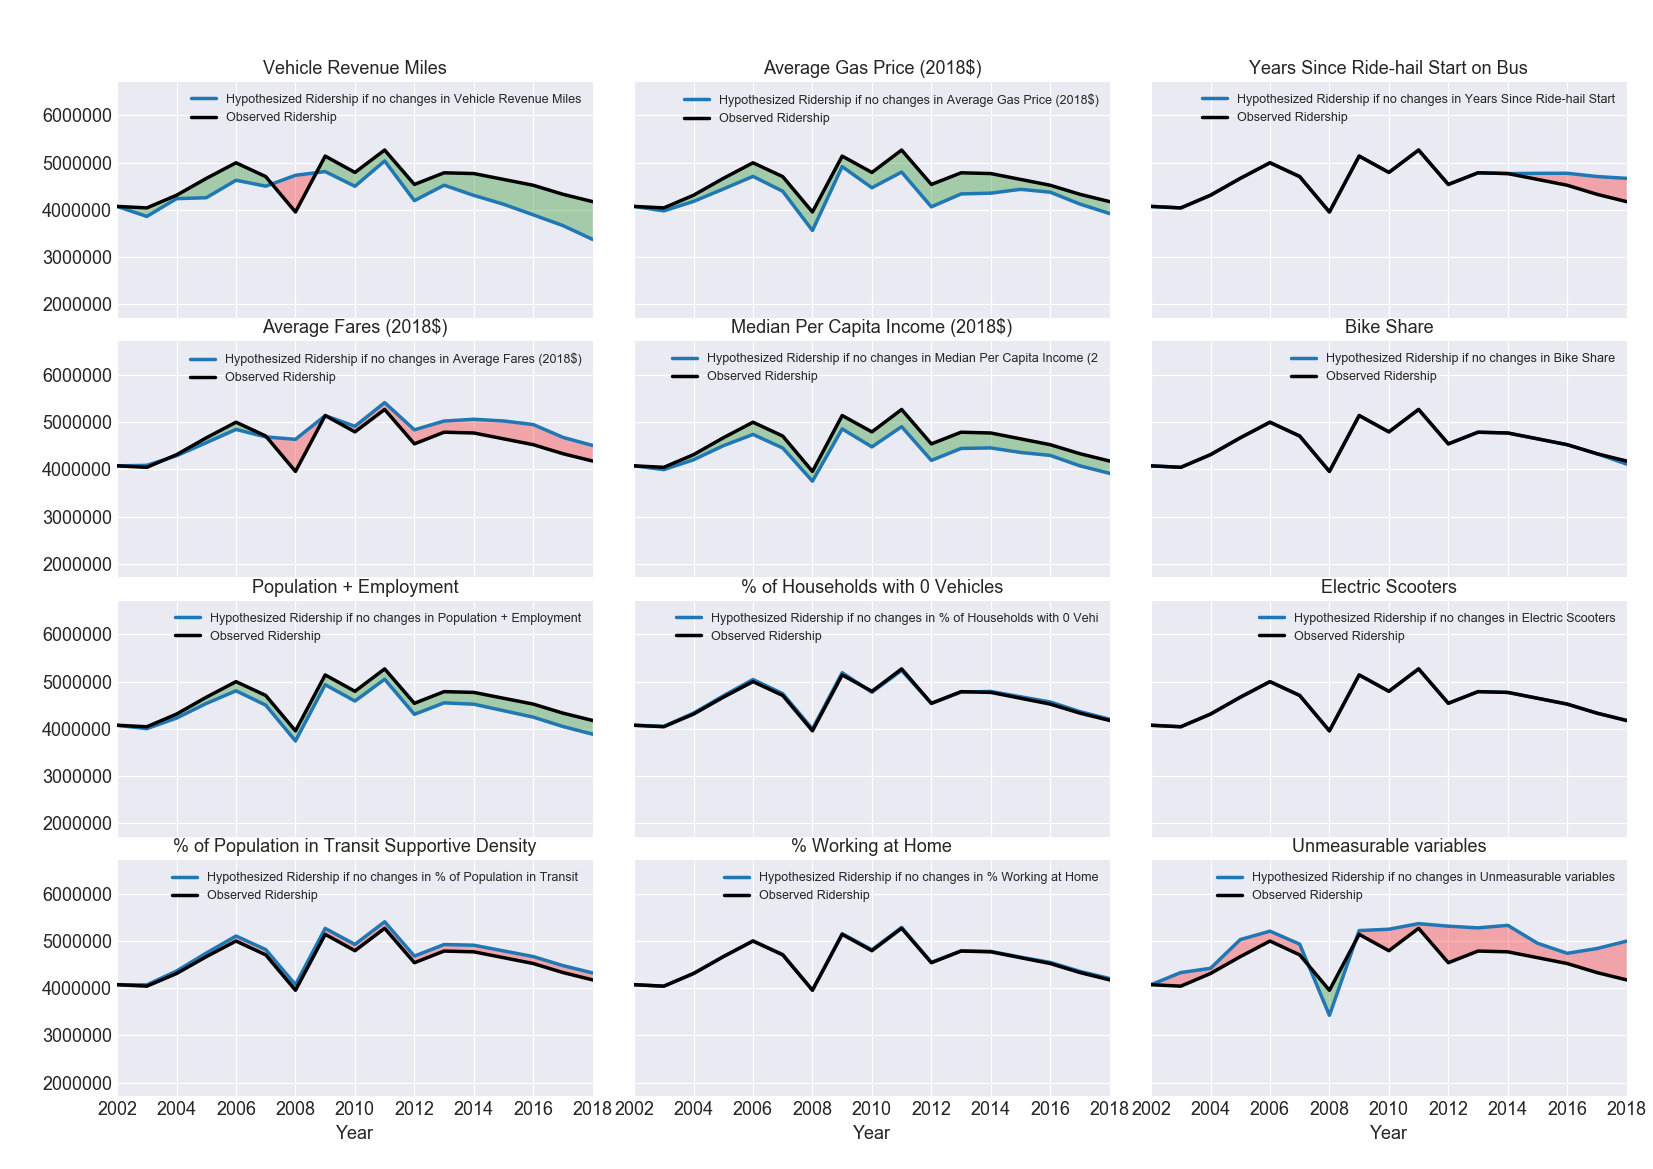 Vehicle Revenue Miles
Hypothesized Ridership if no changes in Vehicle Revenue Miles
Observed Ridership
6000000
5000000
4000000
3000000
2000000
Average Gas Price (2018$)
Hypothesized Ridership if no changes in Average Gas Price (2018$)
Observed Ridership
Years Since Ride-hail Start on Bus
Hypothesized Ridership if no changes in Years Since Ride-hail Start
Observed Ridership
Average Fares (2018$)
Hypothesized Ridership if no changes in Average Fares (2018$)
Observed Ridership
6000000
5000000
4000000
3000000
2000000
Median Per Capita Income (2018$)
Hypothesized Ridership if no changes in Median Per Capita Income (2
Observed Ridership
Bike Share
Hypothesized Ridership if no changes in Bike Share
Observed Ridership
Population + Employment
Hypothesized Ridership if no changes in Population + Employment
Observed Ridership
6000000
5000000
4000000
3000000
2000000
% of Households with 0 Vehicles
Hypothesized Ridership if no changes in % of Households with 0 Vehi
Observed Ridership
Electric Scooters
Hypothesized Ridership if no changes in Electric Scooters
Observed Ridership
% of Population in Transit Supportive Density
Hypothesized Ridership if no changes in % of Population in Transit
Observed Ridership
6000000
5000000
4000000
3000000
2000000
2002 2004 2006 2008 2010 2012 2014 2016 2018
Year
% Working at Home
Hypothesized Ridership if no changes in % Working at Home
Observed Ridership
2002 2004 2006 2008 2010 2012 2014 2016 2018
Year
Unmeasurable variables
Hypothesized Ridership if no changes in Unmeasurable variables
Observed Ridership
2002 2004 2006 2008 2010 2012 2014 2016 2018
Year